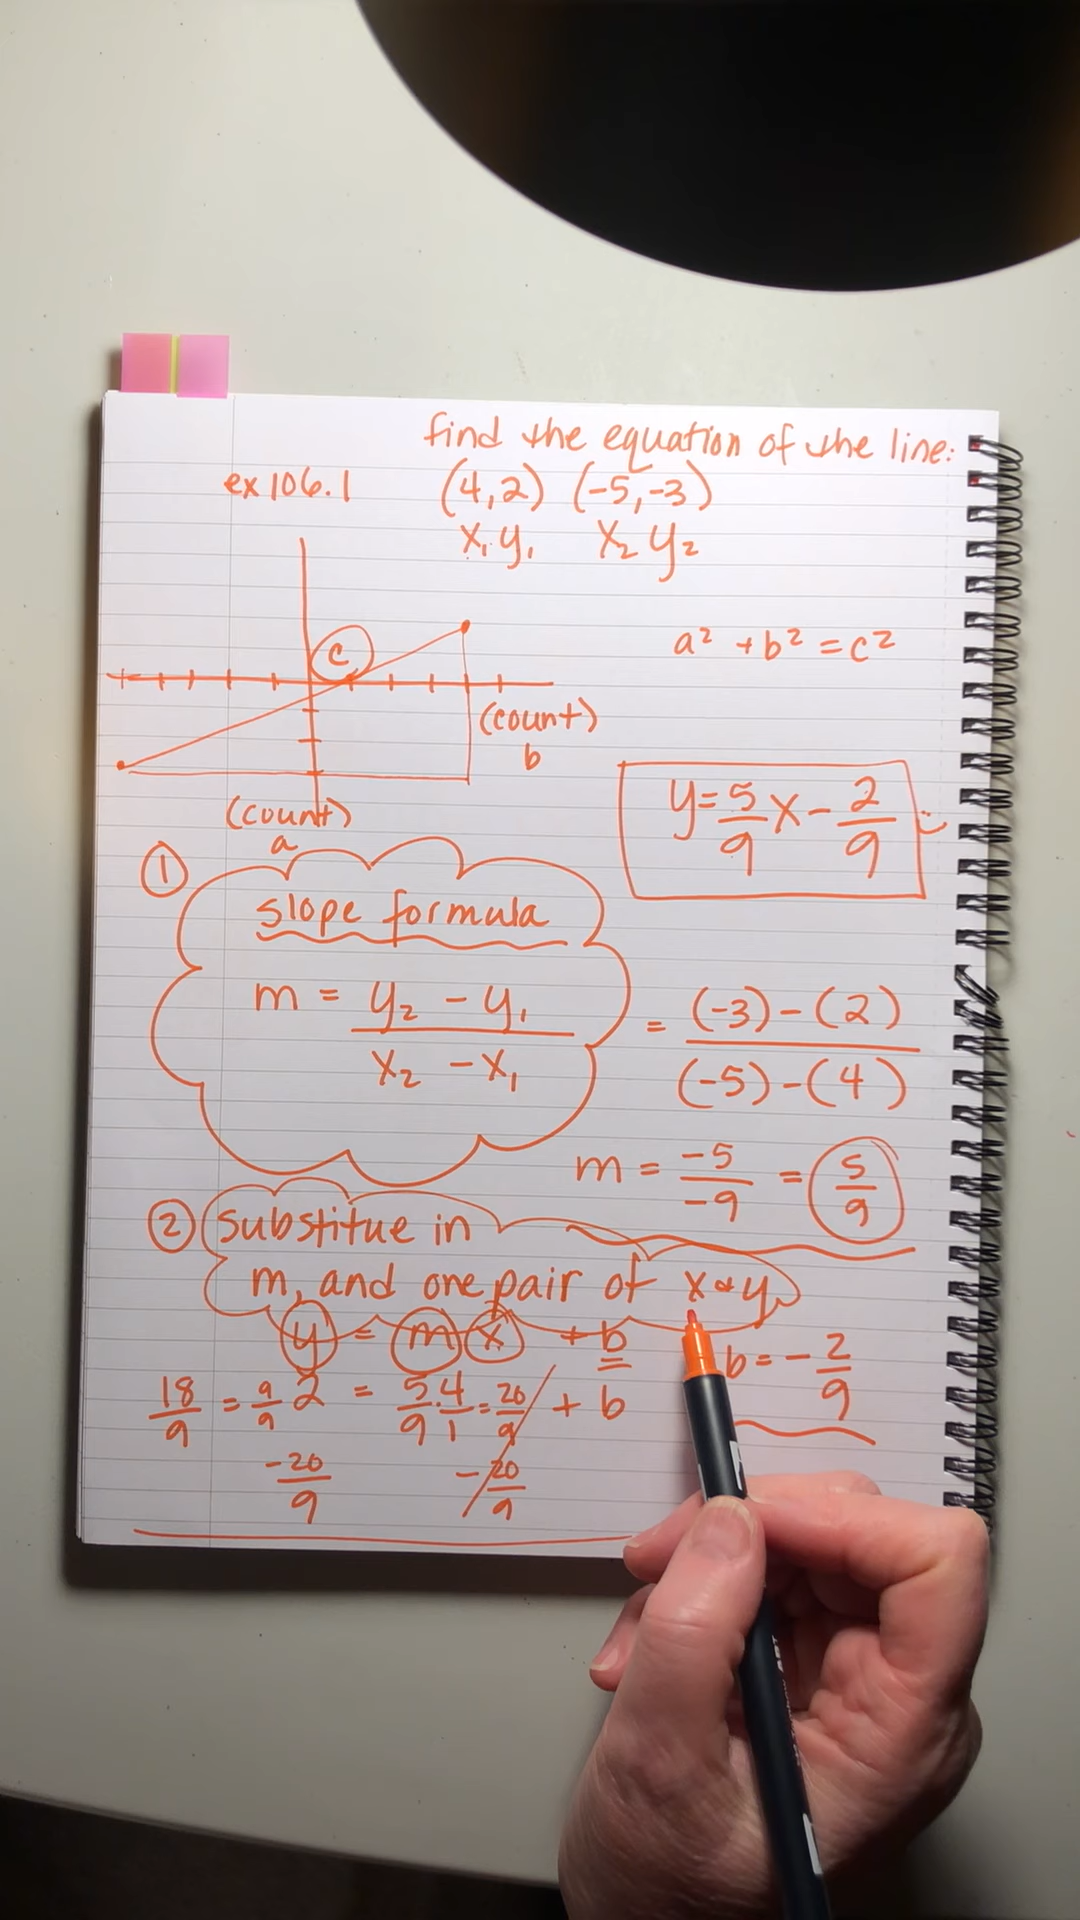 find the equation of the line:
ex 106.1 (4,2) (-5,-3)
x₁ y₁ x₂ y₂
a² + b² = c²
c
(count)
b
(count)
a
y = 5/9 x - 2/9
①
slope formula
m = y₂ - y₁ / x₂ - x₁ = (-3) - (2) / (-5) - (4)
m = -5/-9 = 5/9
② substitue in
m, and one pair of x & y
y = m x + b
b = - 2/9
18/9 = 9/9 2 = 5/9 · 4/1 = 20/9 + b
-20/9 -20/9